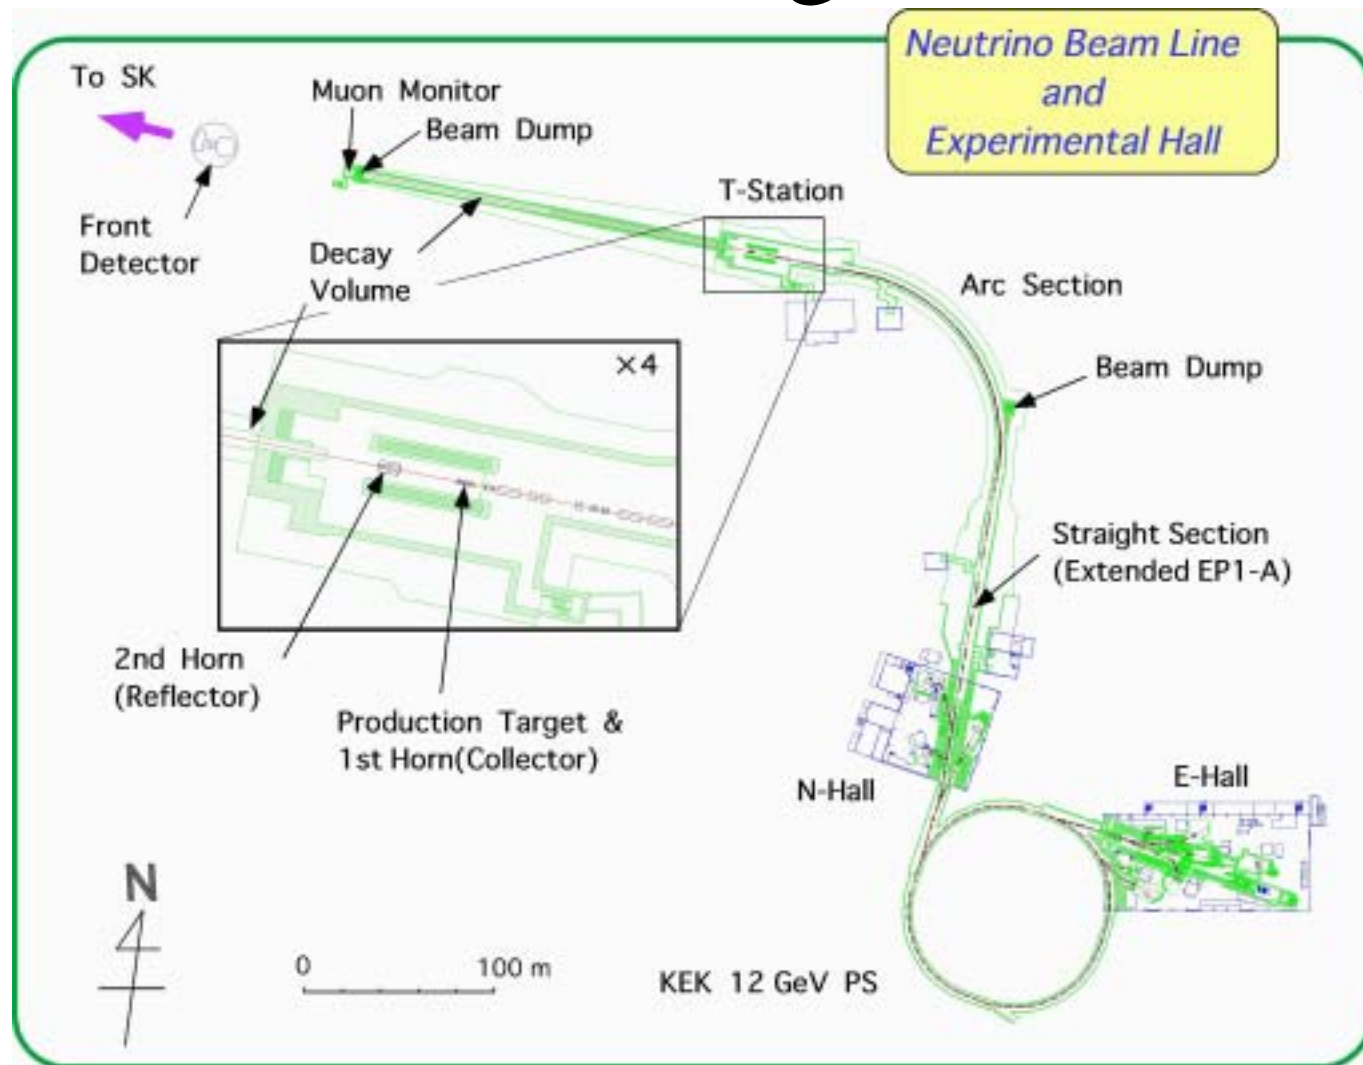 Neutrino Beam Line
and
Experimental Hall
To SK
Muon Monitor
Beam Dump
T-Station
Front
Detector
Decay
Volume
Arc Section
×4
Beam Dump
Straight Section
(Extended EP1-A)
2nd Horn
(Reflector)
Production Target &
1st Horn(Collector)
N-Hall
E-Hall
N
0 100 m
KEK 12 GeV PS